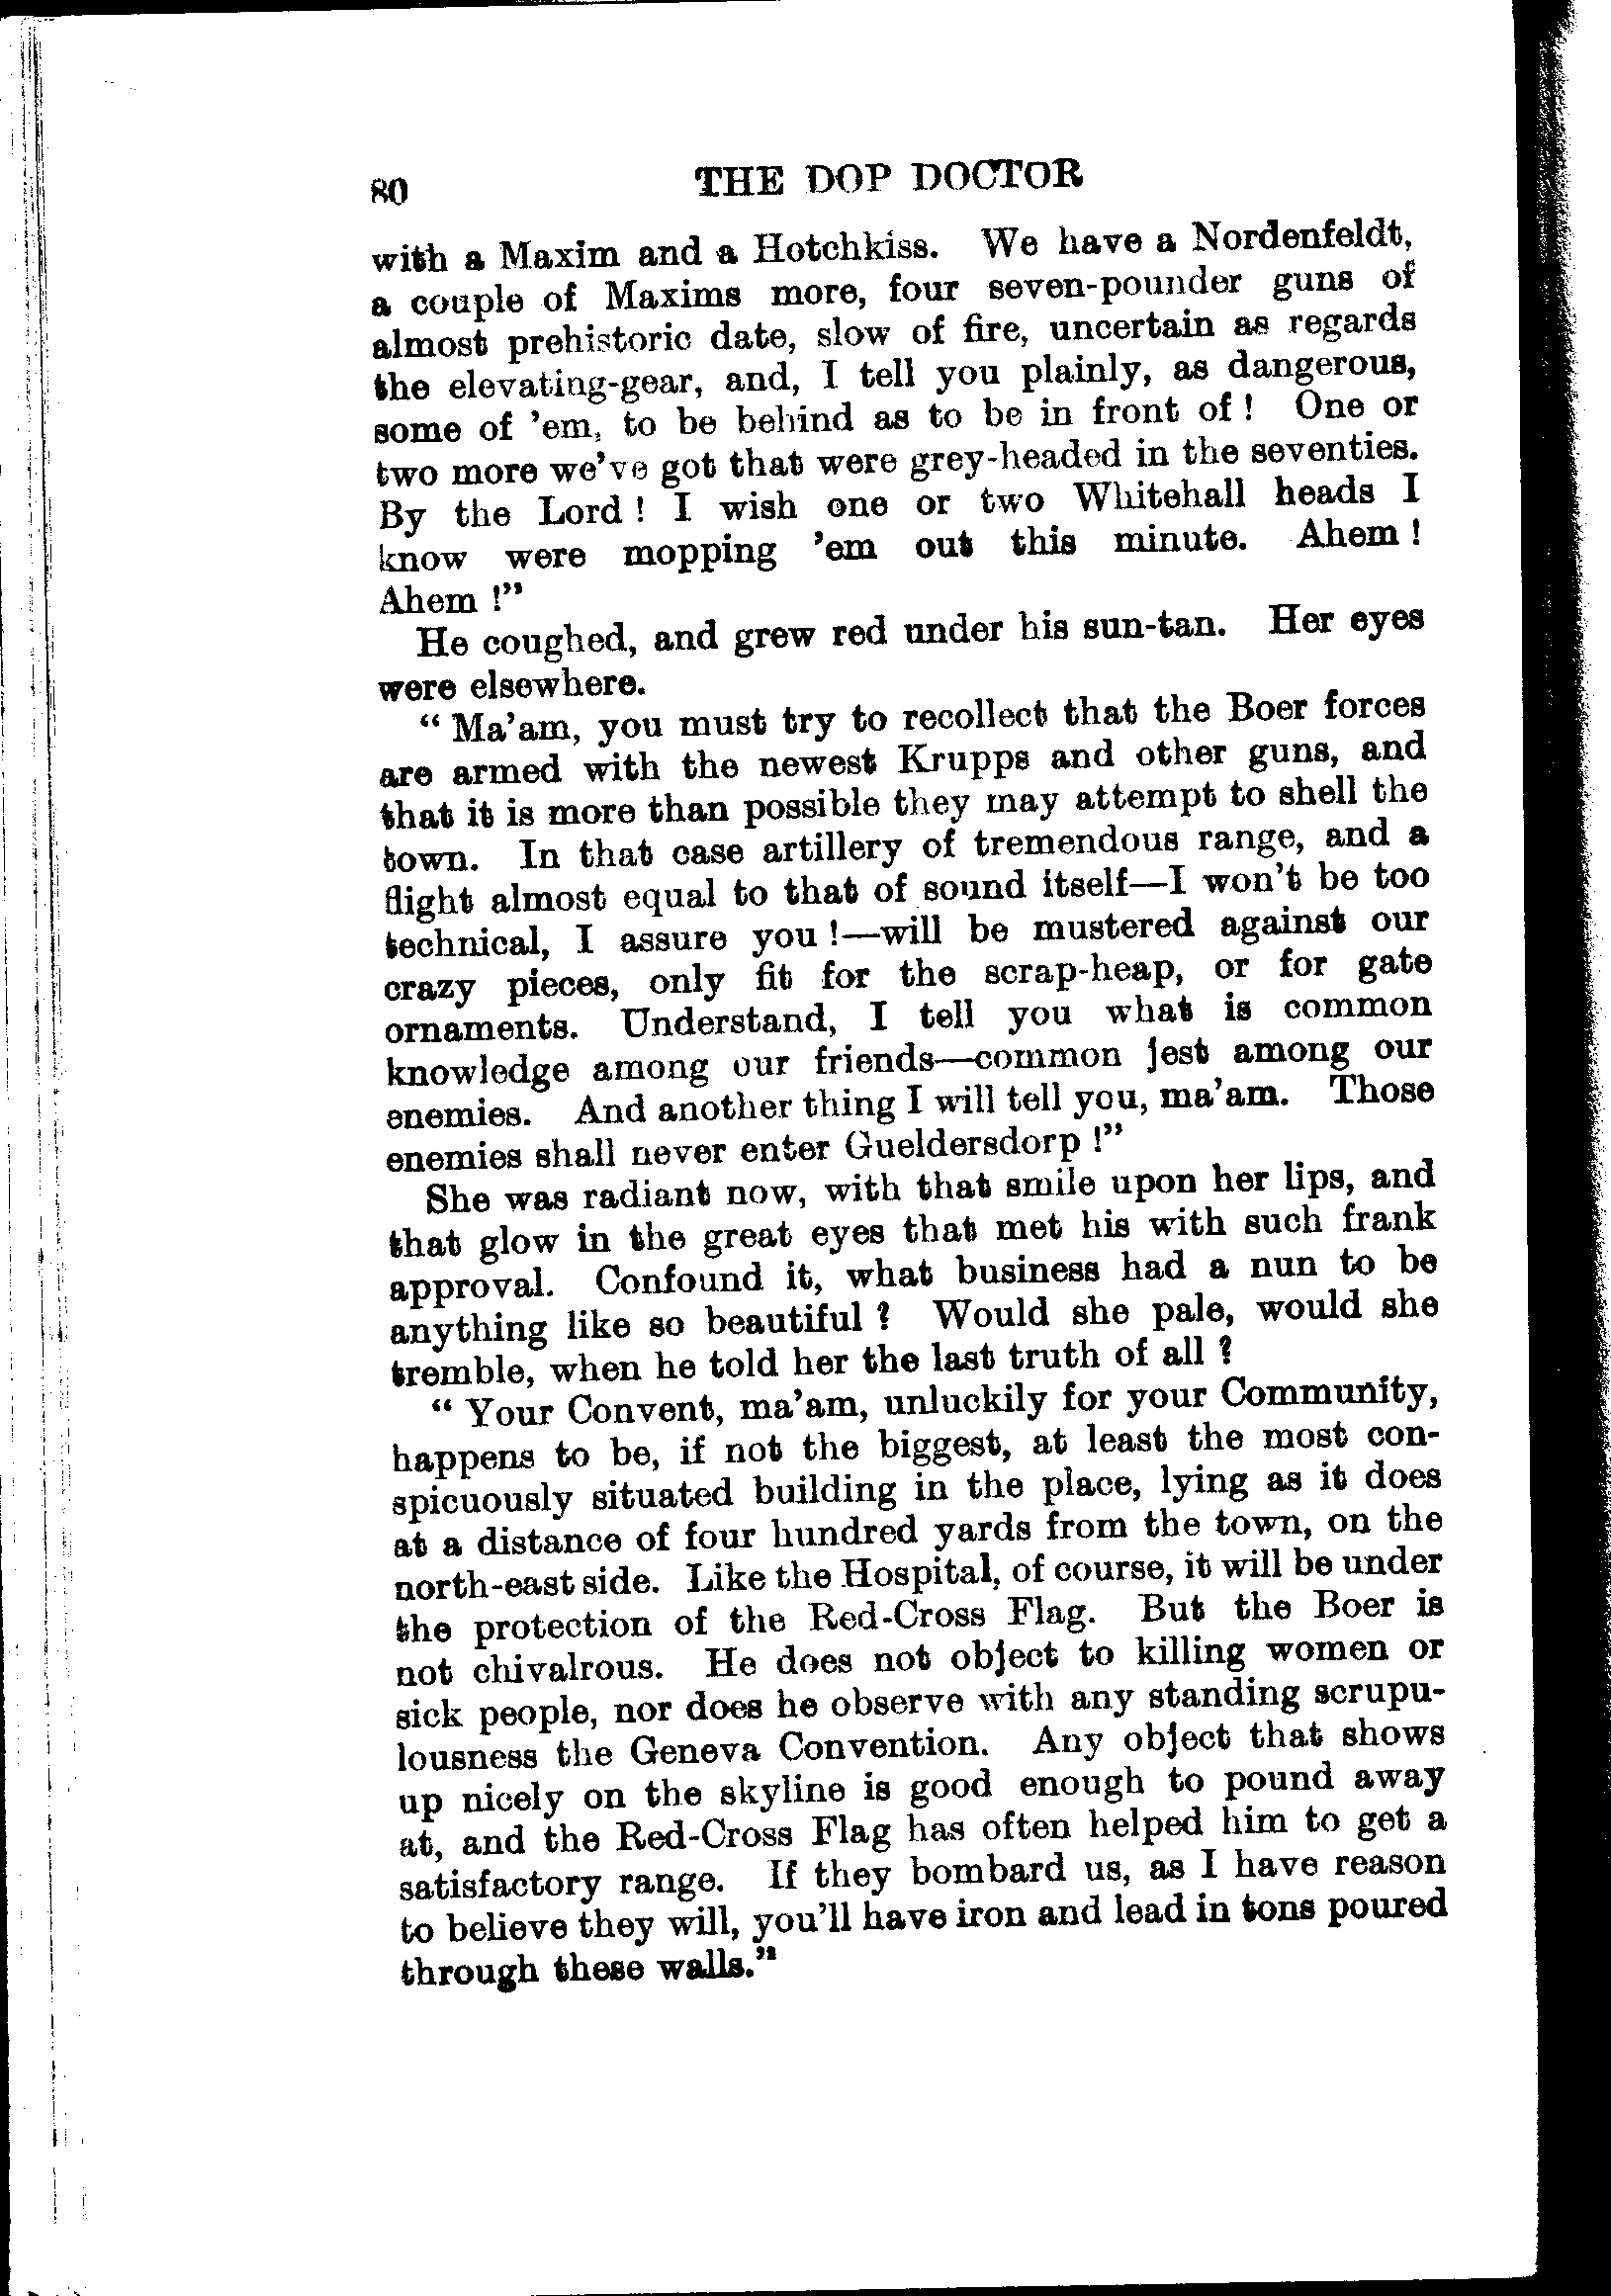 80 THE DOP DOCTOR
with a Maxim and a Hotchkiss. We have a Nordenfeldt,
a couple of Maxims more, four seven-pounder guns of
almost prehistoric date, slow of fire, uncertain as regards
the elevating-gear, and, I tell you plainly, as dangerous,
some of 'em, to be behind as to be in front of! One or
two more we've got that were grey-headed in the seventies.
By the Lord! I wish one or two Whitehall heads I
know were mopping 'em out this minute. Ahem!
Ahem!"
He coughed, and grew red under his sun-tan. Her eyes
were elsewhere.
"Ma'am, you must try to recollect that the Boer forces
are armed with the newest Krupps and other guns, and
that it is more than possible they may attempt to shell the
town. In that case artillery of tremendous range, and a
flight almost equal to that of sound itself—I won't be too
technical, I assure you!—will be mustered against our
crazy pieces, only fit for the scrap-heap, or for gate
ornaments. Understand, I tell you what is common
knowledge among our friends—common jest among our
enemies. And another thing I will tell you, ma'am. Those
enemies shall never enter Gueldersdorp!"
She was radiant now, with that smile upon her lips, and
that glow in the great eyes that met his with such frank
approval. Confound it, what business had a nun to be
anything like so beautiful? Would she pale, would she
tremble, when he told her the last truth of all?
"Your Convent, ma'am, unluckily for your Community,
happens to be, if not the biggest, at least the most con-
spicuously situated building in the place, lying as it does
at a distance of four hundred yards from the town, on the
north-east side. Like the Hospital, of course, it will be under
the protection of the Red-Cross Flag. But the Boer is
not chivalrous. He does not object to killing women or
sick people, nor does he observe with any standing scrupu-
lousness the Geneva Convention. Any object that shows
up nicely on the skyline is good enough to pound away
at, and the Red-Cross Flag has often helped him to get a
satisfactory range. If they bombard us, as I have reason
to believe they will, you'll have iron and lead in tons poured
through these walls."